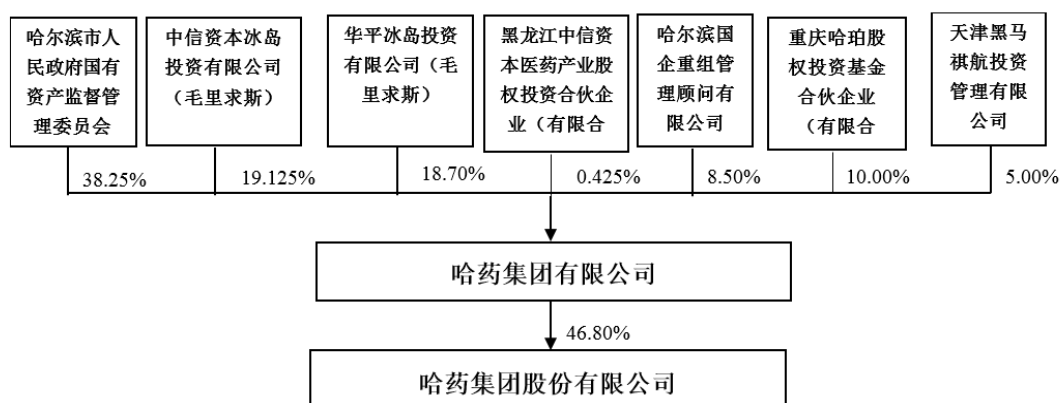 哈尔滨市人
民政府国有
资产监督管
理委员会
中信资本冰岛
投资有限公司
（毛里求斯）
华平冰岛投资
有限公司（毛
里求斯）
黑龙江中信资
本医药产业股
权投资合伙企
业（有限合
哈尔滨国
企重组管
理顾问有
限公司
重庆哈珀股
权投资基金
合伙企业
（有限合
天津黑马
祺航投资
管理有限
公司
38.25%
19.125%
18.70%
0.425%
8.50%
10.00%
5.00%
哈药集团有限公司
46.80%
哈药集团股份有限公司